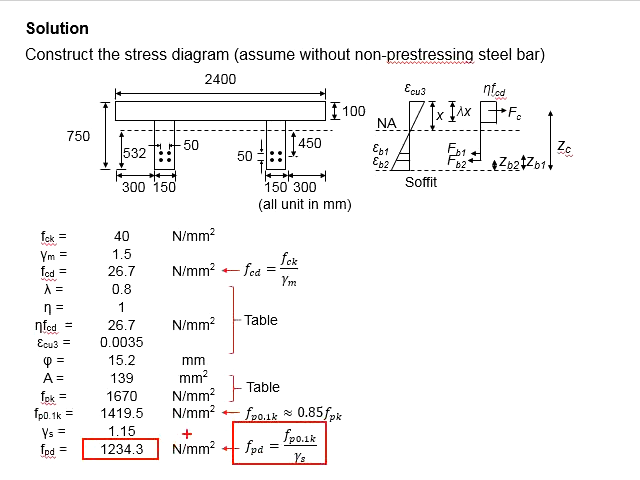 Solution
Construct the stress diagram (assume without non-prestressing steel bar)
2400
100
750
532
50
50
450
300 150
150 300
(all unit in mm)
εcu3
ηfcd
x
λx
Fc
NA
εb1
εb2
Fb1
Fb2
Zb2
Zb1
Zc
Soffit
fck = 40 N/mm²
γm = 1.5
fcd = 26.7 N/mm² ← fcd = fck / γm
λ = 0.8
η = 1
ηfcd = 26.7 N/mm² Table
εcu3 = 0.0035
φ = 15.2 mm
A = 139 mm²
fpk = 1670 N/mm² Table
fp0.1k = 1419.5 N/mm² ← fp0.1k ≈ 0.85fpk
γs = 1.15 +
fpd = 1234.3 N/mm² ← fpd = fp0.1k / γs